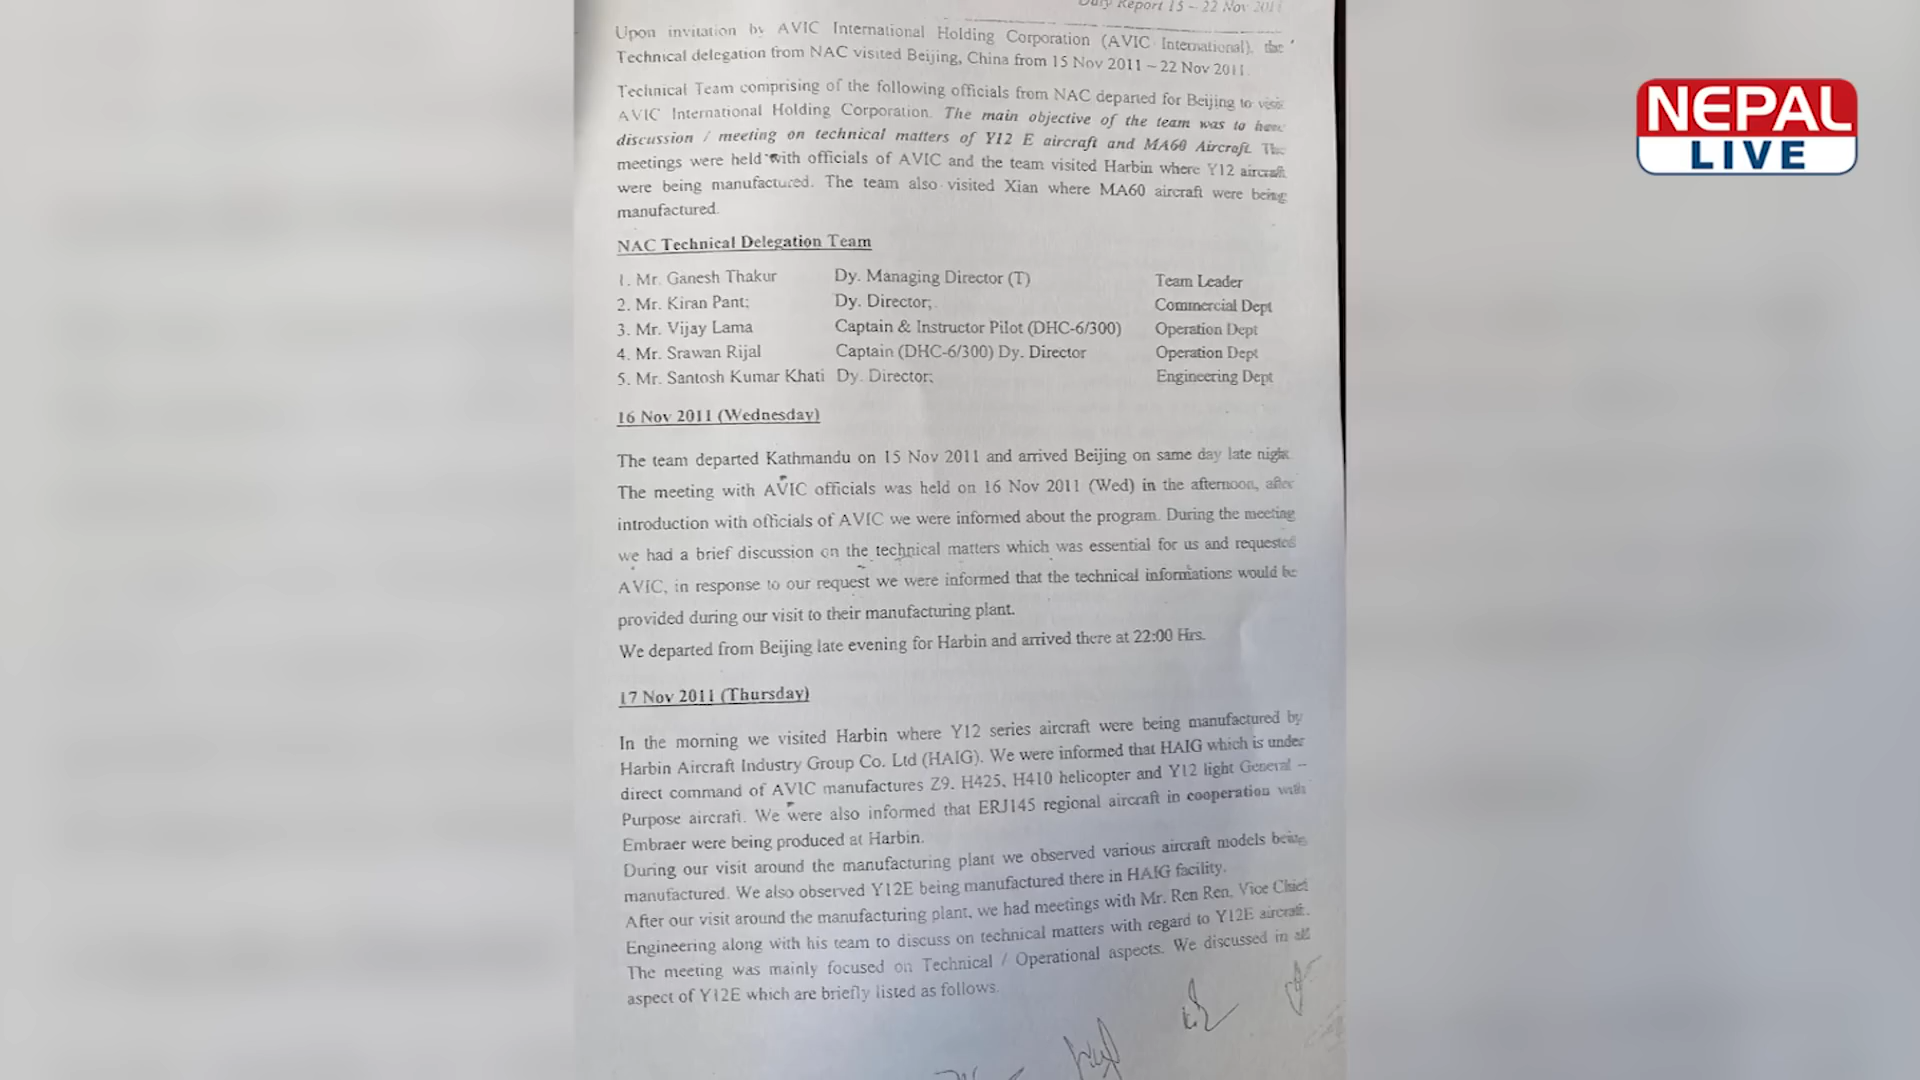 Duty Report 15 – 22 Nov 2011
Upon invitation by AVIC International Holding Corporation (AVIC International), the
Technical delegation from NAC visited Beijing, China from 15 Nov 2011 – 22 Nov 2011.
Technical Team comprising of the following officials from NAC departed for Beijing to visit
AVIC International Holding Corporation. The main objective of the team was to have
discussion / meeting on technical matters of Y12 E aircraft and MA60 Aircraft. The
meetings were held with officials of AVIC and the team visited Harbin where Y12 aircraft
were being manufactured. The team also visited Xian where MA60 aircraft were being
manufactured.
NAC Technical Delegation Team
1. Mr. Ganesh Thakur Dy. Managing Director (T) Team Leader
2. Mr. Kiran Pant; Dy. Director; Commercial Dept
3. Mr. Vijay Lama Captain & Instructor Pilot (DHC-6/300) Operation Dept
4. Mr. Srawan Rijal Captain (DHC-6/300) Dy. Director Operation Dept
5. Mr. Santosh Kumar Khati Dy. Director; Engineering Dept
16 Nov 2011 (Wednesday)
The team departed Kathmandu on 15 Nov 2011 and arrived Beijing on same day late night.
The meeting with AVIC officials was held on 16 Nov 2011 (Wed) in the afternoon, after
introduction with officials of AVIC we were informed about the program. During the meeting
we had a brief discussion on the technical matters which was essential for us and requested
AVIC, in response to our request we were informed that the technical informations would be
provided during our visit to their manufacturing plant.
We departed from Beijing late evening for Harbin and arrived there at 22:00 Hrs.
17 Nov 2011 (Thursday)
In the morning we visited Harbin where Y12 series aircraft were being manufactured by
Harbin Aircraft Industry Group Co. Ltd (HAIG). We were informed that HAIG which is under
direct command of AVIC manufactures Z9. H425, H410 helicopter and Y12 light General –
Purpose aircraft. We were also informed that ERJ145 regional aircraft in cooperation with
Embraer were being produced at Harbin.
During our visit around the manufacturing plant we observed various aircraft models being
manufactured. We also observed Y12E being manufactured there in HAIG facility.
After our visit around the manufacturing plant, we had meetings with Mr. Ren Ren, Vice Chief
Engineering along with his team to discuss on technical matters with regard to Y12E aircraft.
The meeting was mainly focused on Technical / Operational aspects. We discussed in all
aspect of Y12E which are briefly listed as follows.
NEPAL
LIVE